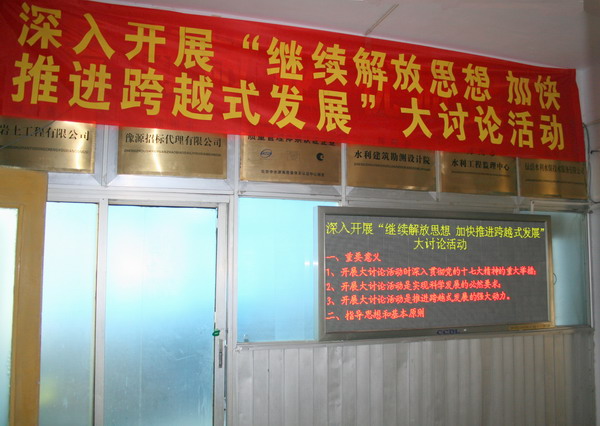 深入开展“继续解放思想 加快
推进跨越式发展”大讨论活动
岩土工程有限公司
豫源招标代理有限公司
水利建筑勘测设计院
水利工程监理中心
深入开展“继续解放思想 加快推进跨越式发展”
大讨论活动
一、重要意义
1、开展大讨论活动时深入贯彻党的十七大精神的重大举措；
2、开展大讨论活动是实现科学发展的必然要求；
3、开展大讨论活动是推进跨越式发展的强大动力。
二、指导思想和基本原则